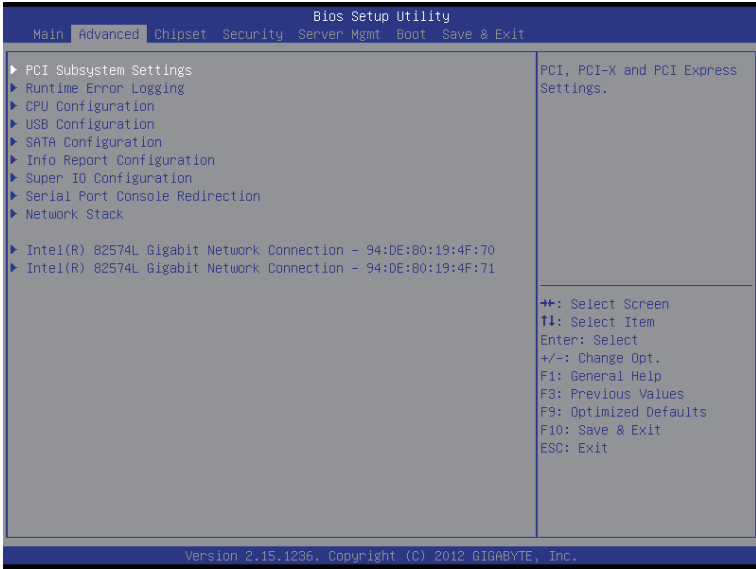 Bios Setup Utility
Main Advanced Chipset Security Server Mgmt Boot Save & Exit
PCI Subsystem Settings
Runtime Error Logging
CPU Configuration
USB Configuration
SATA Configuration
Info Report Configuration
Super IO Configuration
Serial Port Console Redirection
Network Stack
Intel(R) 82574L Gigabit Network Connection - 94:DE:80:19:4F:70
Intel(R) 82574L Gigabit Network Connection - 94:DE:80:19:4F:71
PCI, PCI-X and PCI Express
Settings.
→←: Select Screen
↑↓: Select Item
Enter: Select
+/-: Change Opt.
F1: General Help
F3: Previous Values
F9: Optimized Defaults
F10: Save & Exit
ESC: Exit
Version 2.15.1236. Copyright (C) 2012 GIGABYTE, Inc.